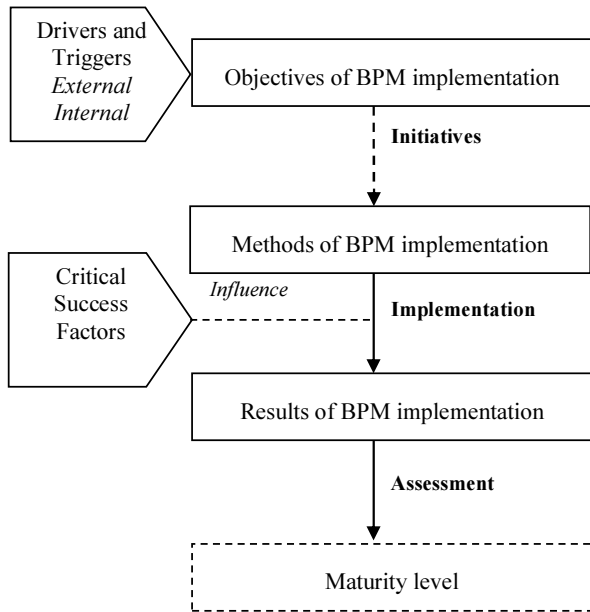 Drivers and
Triggers
External
Internal
Objectives of BPM implementation
Initiatives
Methods of BPM implementation
Critical
Success
Factors
Influence
Implementation
Results of BPM implementation
Assessment
Maturity level